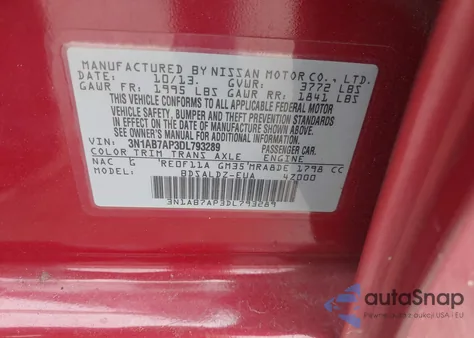 MANUFACTURED BY NISSAN MOTOR CO., LTD.
DATE: 10/13. GVWR: 3772 LBS
GAWR FR: 1995 LBS GAWR RR: 1841 LBS
THIS VEHICLE CONFORMS TO ALL APPLICABLE FEDERAL MOTOR
VEHICLE SAFETY, BUMPER, AND THEFT PREVENTION STANDARDS
IN EFFECT ON THE DATE OF MANUFACTURE SHOWN ABOVE.
SEE OWNER'S MANUAL FOR ADDITIONAL INFORMATION.
VIN: 3N1AB7AP3DL793289 PASSENGER CAR
COLOR TRIM TRANS AXLE ENGINE
NAC G RE0F11A GM35 MRA8DE 1798 CC
MODEL: BDSALDZ-EUA 47000
3N1AB7AP3DL793289
autoSnap